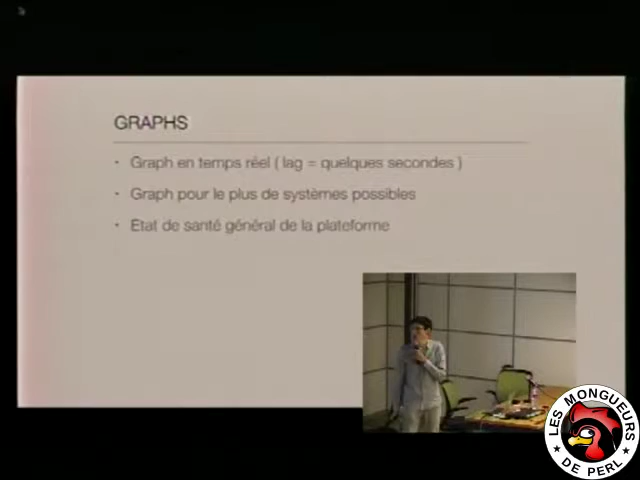 GRAPHS
• Graph en temps réel ( lag = quelques secondes )
• Graph pour le plus de systèmes possibles
• Etat de santé général de la plateforme
LES MONGUEURS
★ DE PERL ★